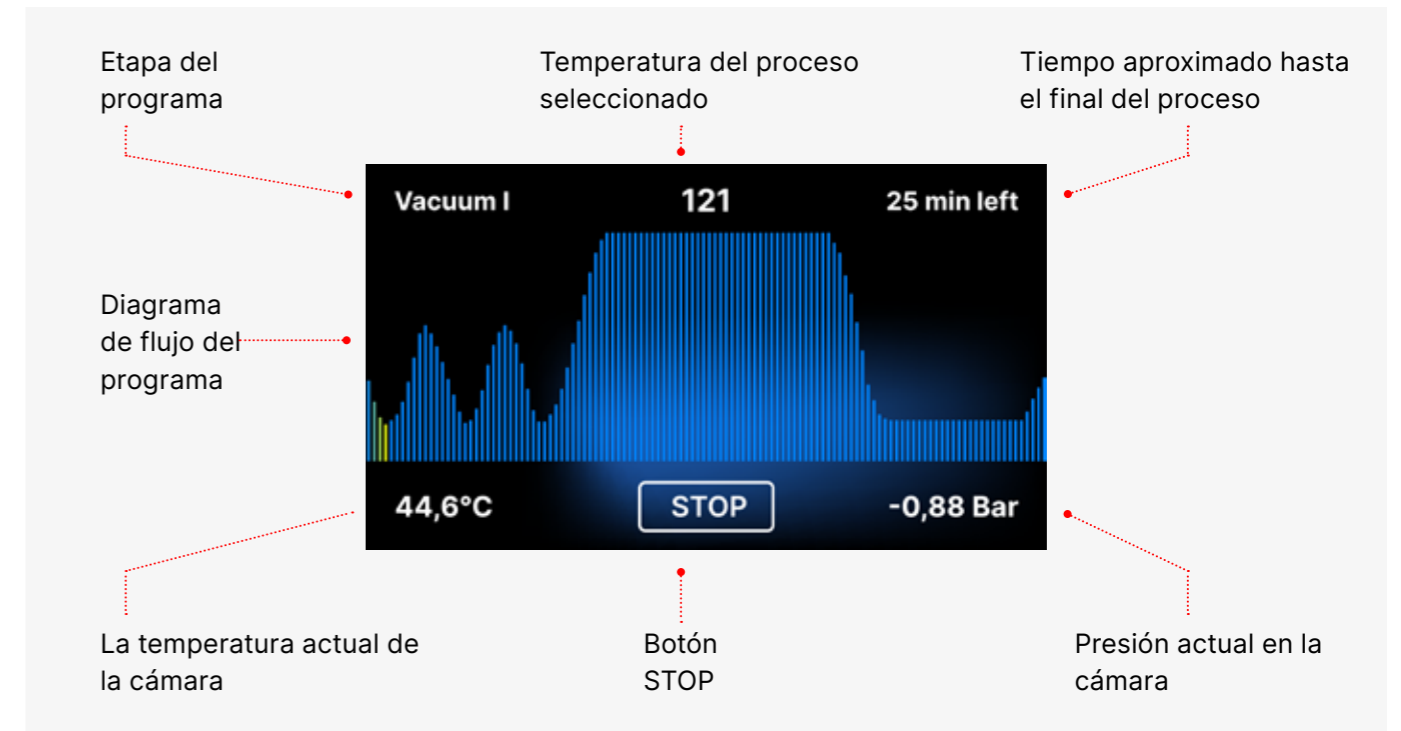 Etapa del
programa
Temperatura del proceso
seleccionado
Tiempo aproximado hasta
el final del proceso
Vacuum I
121
25 min left
Diagrama
de flujo del
programa
44,6°C
STOP
-0,88 Bar
La temperatura actual de
la cámara
Botón
STOP
Presión actual en la
cámara